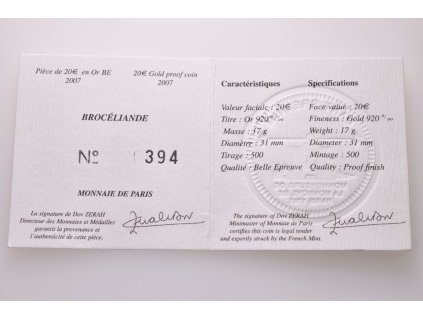 Pièce de 20€ en Or BE
2007
20€ Gold proof coin
2007
BROCÉLIANDE
N° 394
MONNAIE DE PARIS
La signature de Dov ZERAH
Directeur des Monnaies et Médailles
garantit la provenance et
l'authenticité de cette pièce.
Caractéristiques
Specifications
Valeur faciale : 20€
Titre : Or 920°/°°
Masse : 17 g
Diamètre : 31 mm
Tirage : 500
Qualité : Belle Epreuve
Face value : 20€
Fineness : Gold 920°/°°
Weight : 17 g
Diameter : 31 mm
Mintage : 500
Quality : Proof finish
The signature of Dov ZERAH
Mintmaster of Monnaie de Paris
certifies this coin is legal tender
and expertly struck by the French Mint.